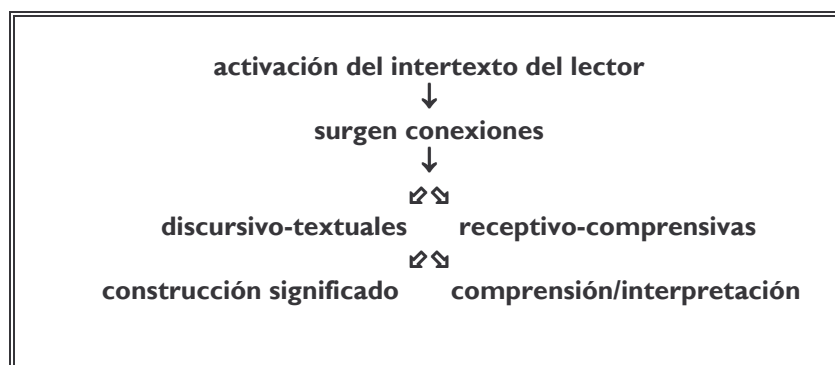 activación del intertexto del lector
↓
surgen conexiones
↓
⬃⬂
discursivo-textuales receptivo-comprensivas
⬃⬂
construcción significado comprensión/interpretación